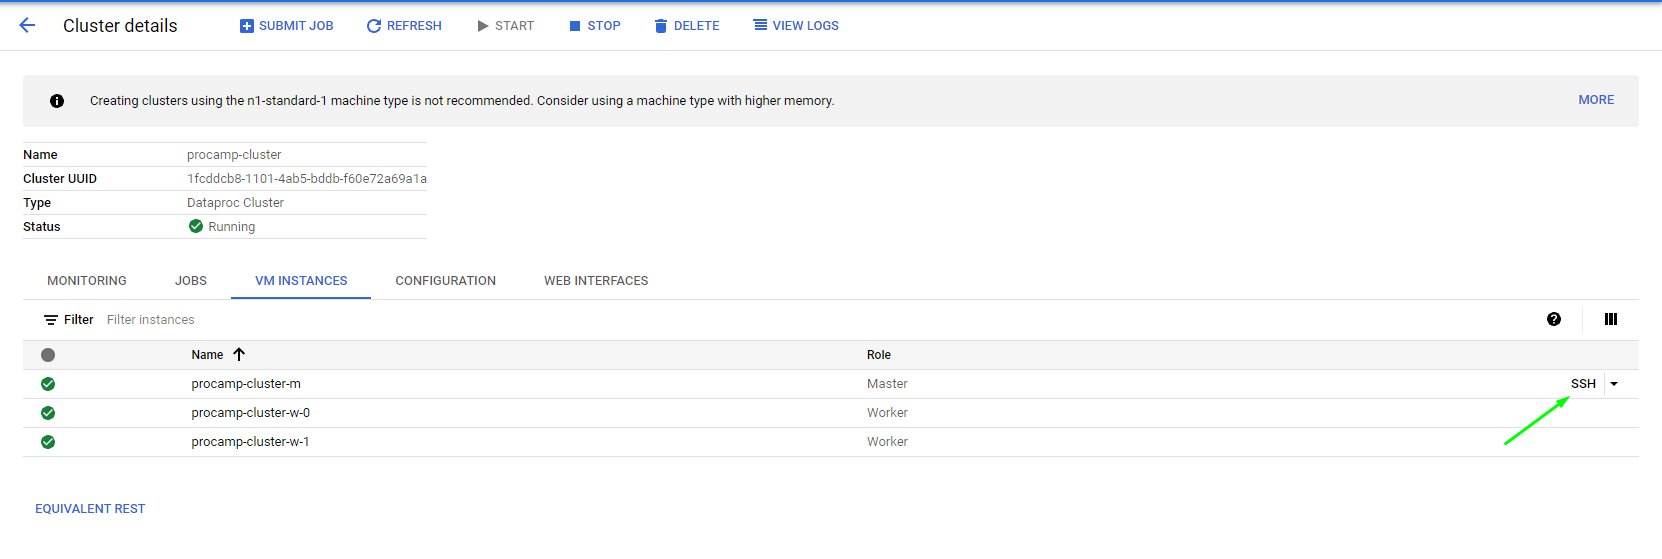 Cluster details SUBMIT JOB REFRESH START STOP DELETE VIEW LOGS
Creating clusters using the n1-standard-1 machine type is not recommended. Consider using a machine type with higher memory. MORE
Name procamp-cluster
Cluster UUID 1fcddcb8-1101-4ab5-bddb-f60e72a69a1a
Type Dataproc Cluster
Status Running
MONITORING JOBS VM INSTANCES CONFIGURATION WEB INTERFACES
Filter Filter instances
Name Role
procamp-cluster-m Master SSH
procamp-cluster-w-0 Worker
procamp-cluster-w-1 Worker
EQUIVALENT REST